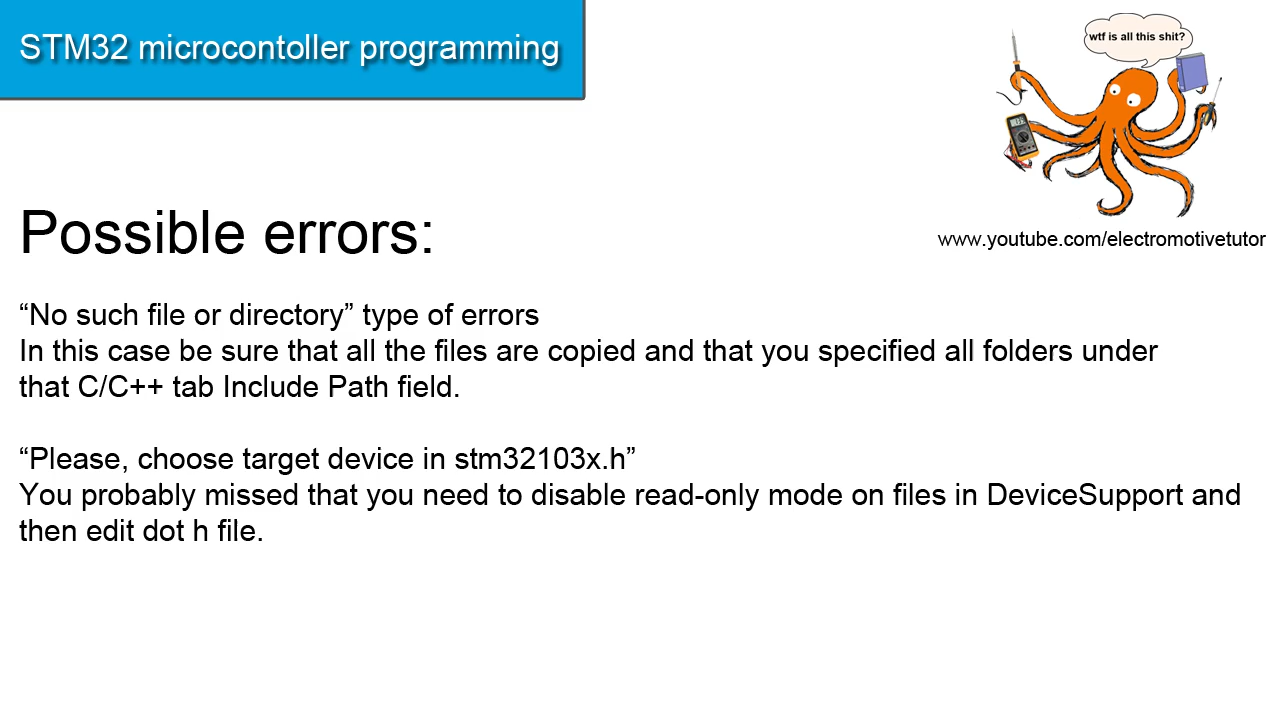 STM32 microcontoller programming
wtf is all this shit?
www.youtube.com/electromotivetutor
Possible errors:
“No such file or directory” type of errors
In this case be sure that all the files are copied and that you specified all folders under
that C/C++ tab Include Path field.
“Please, choose target device in stm32103x.h”
You probably missed that you need to disable read-only mode on files in DeviceSupport and
then edit dot h file.